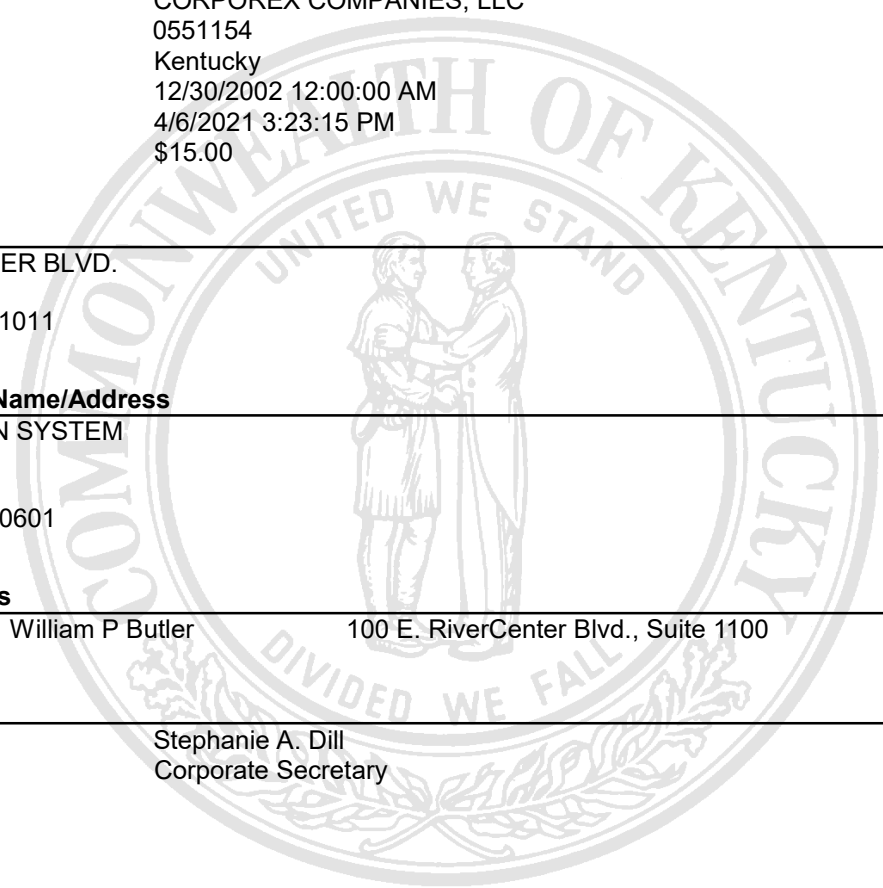 CORPOREX COMPANIES, LLC
0551154
Kentucky
12/30/2002 12:00:00 AM
4/6/2021 3:23:15 PM
$15.00
COMMONWEALTH OF KENTUCKY
UNITED WE STAND
ER BLVD.
1011
Name/Address
N SYSTEM
0601
s
William P Butler 100 E. RiverCenter Blvd., Suite 1100
DIVIDED WE FALL
Stephanie A. Dill
Corporate Secretary